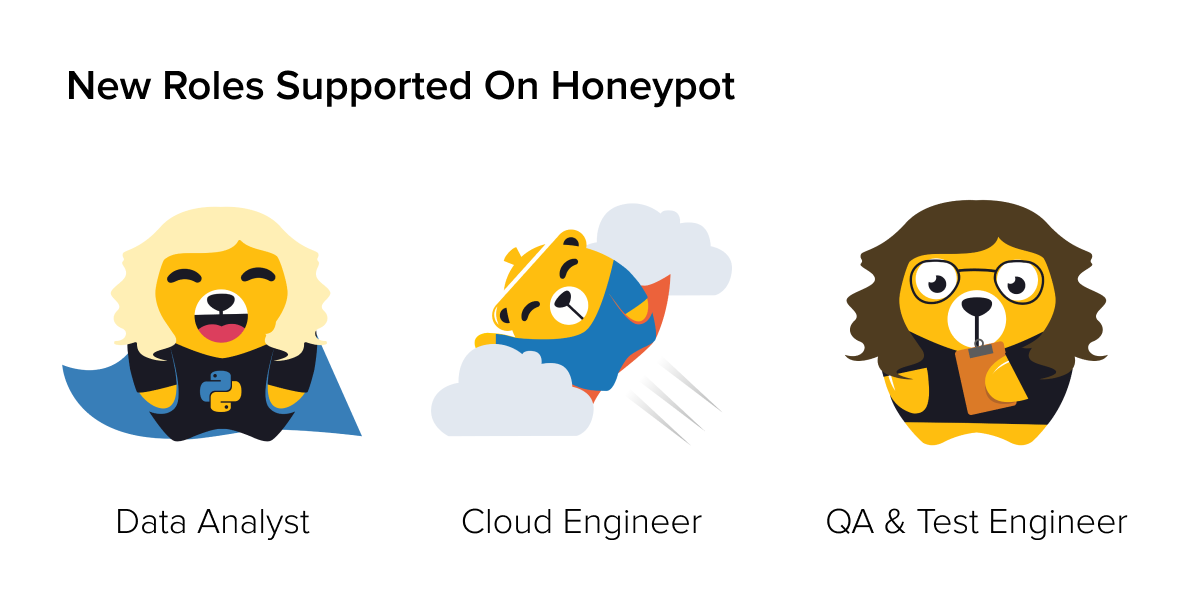 New Roles Supported On Honeypot
Data Analyst
Cloud Engineer
QA & Test Engineer